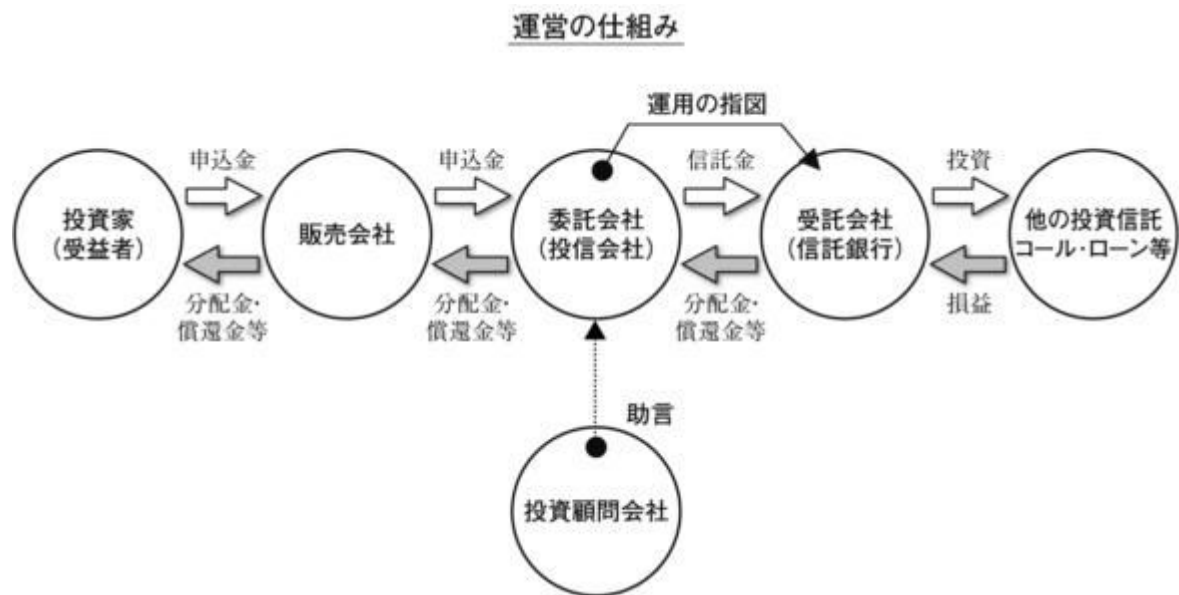 運営の仕組み
運用の指図
申込金
申込金
信託金
投資
投資家
(受益者)
販売会社
委託会社
(投信会社)
受託会社
(信託銀行)
他の投資信託
コール・ローン等
分配金・
償還金等
分配金・
償還金等
分配金・
償還金等
損益
助言
投資顧問会社